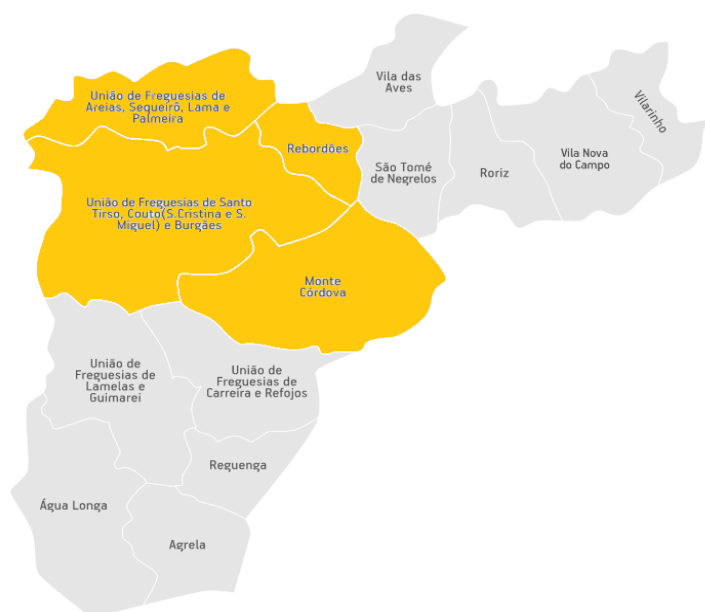 Vila das
Aves
União de Freguesias de
Areias, Sequeirô, Lama e
Palmeira
Vilarinho
Rebordões
São Tomé
de Negrelos
Roriz
Vila Nova
do Campo
União de Freguesias de Santo
Tirso, Couto(S.Cristina e S.
Miguel) e Burgães
Monte
Córdova
União de
Freguesias de
Lamelas e
Guimarei
União de
Freguesias de
Carreira e Refojos
Reguenga
Água Longa
Agrela